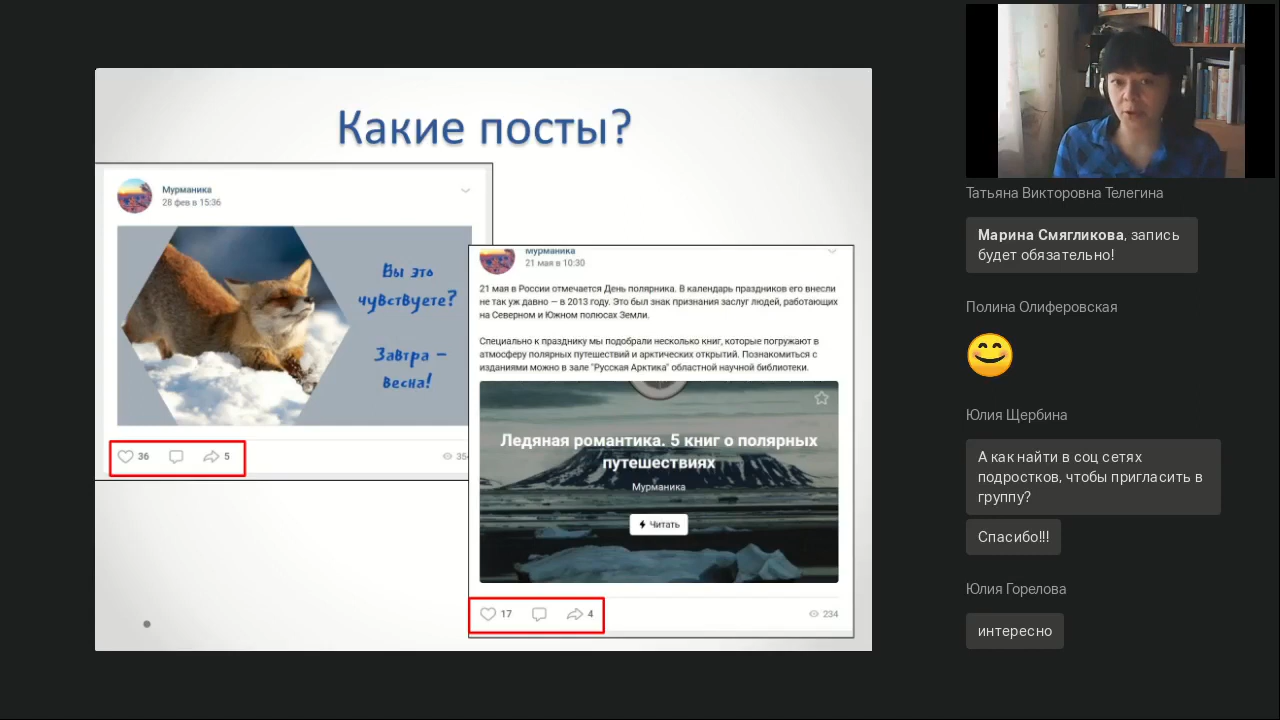 Какие посты?
Мурманика
28 фев в 15:36
Вы это
чувствуете?
Завтра –
весна!
36
5
354
Мурманика
21 мая в 10:30
21 мая в России отмечается День полярника. В календарь праздников его внесли
не так уж давно — в 2013 году. Это был знак признания заслуг людей, работающих
на Северном и Южном полюсах Земли.
Специально к празднику мы подобрали несколько книг, которые погружают в
атмосферу полярных путешествий и арктических открытий. Познакомиться с
изданиями можно в зале "Русская Арктика" областной научной библиотеки.
Ледяная романтика. 5 книг о полярных
путешествиях
Мурманика
Читать
17
4
234
Татьяна Викторовна Телегина
Марина Смягликова, запись
будет обязательно!
Полина Олиферовская
Юлия Щербина
А как найти в соц сетях
подростков, чтобы пригласить в
группу?
Спасибо!!!
Юлия Горелова
интересно